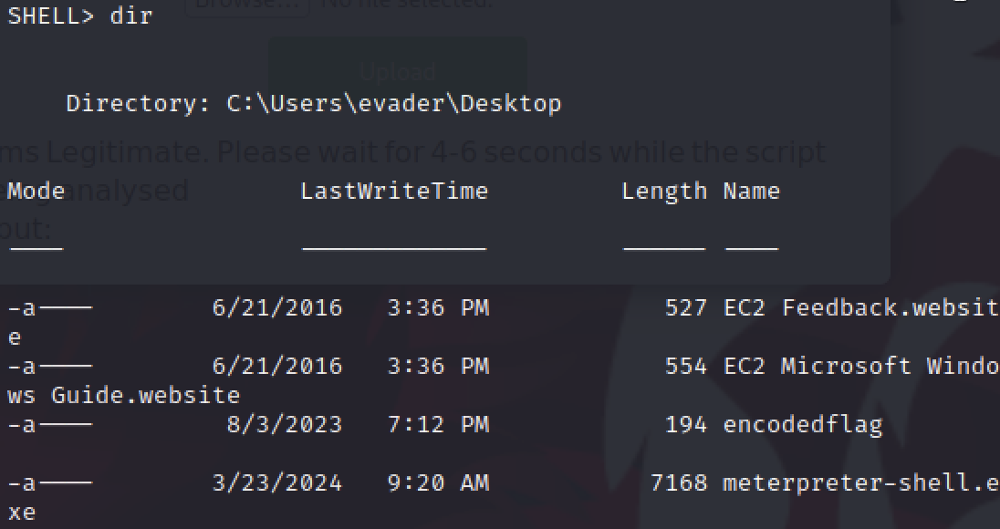 Browse... No file selected.
SHELL> dir
Upload
Directory: C:\Users\evader\Desktop
ms Legitimate. Please wait for 4-6 seconds while the script
Mode LastWriteTime Length Name
analysed
put:
---- ------------- ------ ----
-a---- 6/21/2016 3:36 PM 527 EC2 Feedback.websit
e
-a---- 6/21/2016 3:36 PM 554 EC2 Microsoft Windo
ws Guide.website
-a---- 8/3/2023 7:12 PM 194 encodedflag
-a---- 3/23/2024 9:20 AM 7168 meterpreter-shell.e
xe